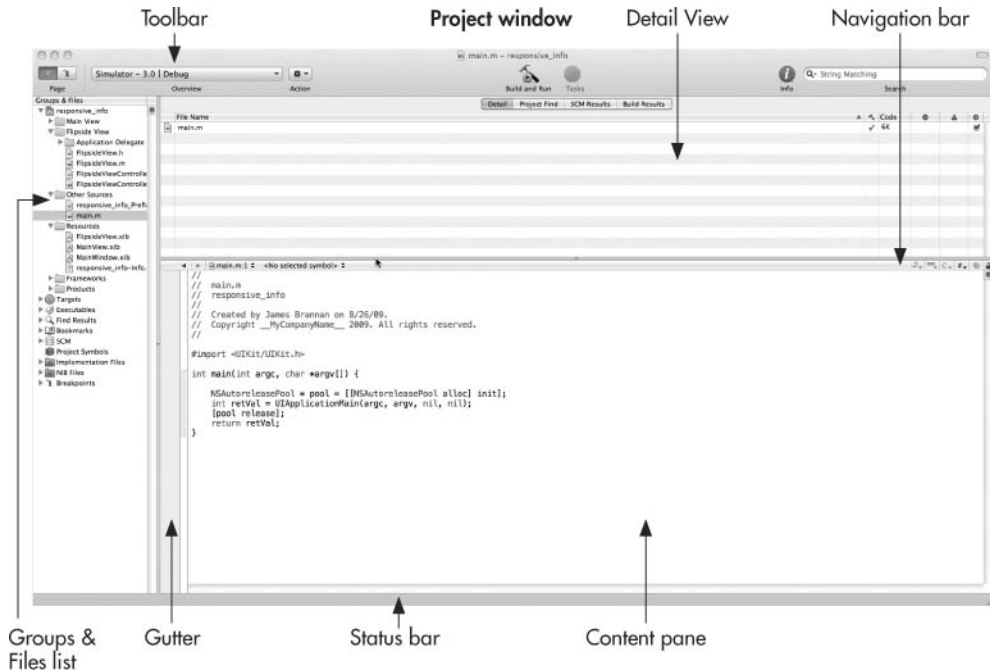 Toolbar
Project window
Detail View
Navigation bar
main.m - responsive_info
Simulator - 3.0 | Debug
String Matching
Page
Overview
Action
Build and Run
Tasks
Info
Search
Groups & Files
Detail
Project Find
SCM Results
Build Results
responsive_info
Main View
Flipside View
Application Delegate
FlipsideView.h
FlipsideView.m
FlipsideViewControlle
FlipsideViewControlle
Other Sources
responsive_info_Prefi
main.m
Resources
FlipsideView.xib
MainView.xib
MainWindow.xib
responsive_info-Info.
Frameworks
Products
Targets
Executables
Find Results
Bookmarks
SCM
Project Symbols
Implementation Files
NIB Files
Breakpoints
File Name
Code
main.m
6K
main.m:1
<No selected symbol>
//
// main.m
// responsive_info
//
// Created by James Brannan on 8/26/09.
// Copyright __MyCompanyName__ 2009. All rights reserved.
//
#import <UIKit/UIKit.h>
int main(int argc, char *argv[]) {
NSAutoreleasePool * pool = [[NSAutoreleasePool alloc] init];
int retVal = UIApplicationMain(argc, argv, nil, nil);
[pool release];
return retVal;
}
Groups &
Files list
Gutter
Status bar
Content pane